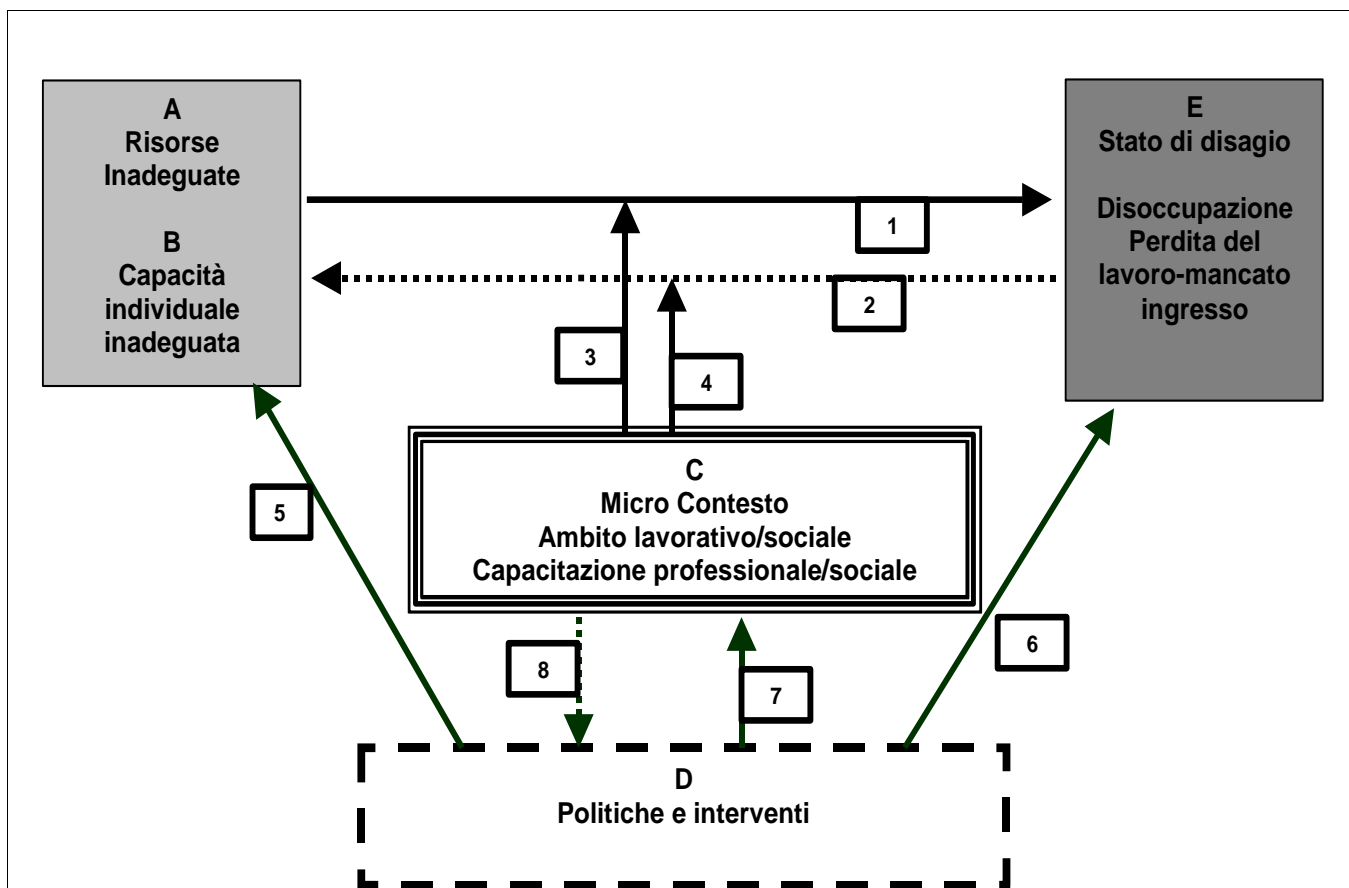 A
Risorse
Inadeguate
B
Capacità
individuale
inadeguata
E
Stato di disagio
Disoccupazione
Perdita del
lavoro-mancato
ingresso
1
2
3
4
C
Micro Contesto
Ambito lavorativo/sociale
Capacitazione professionale/sociale
5
6
8
7
D
Politiche e interventi